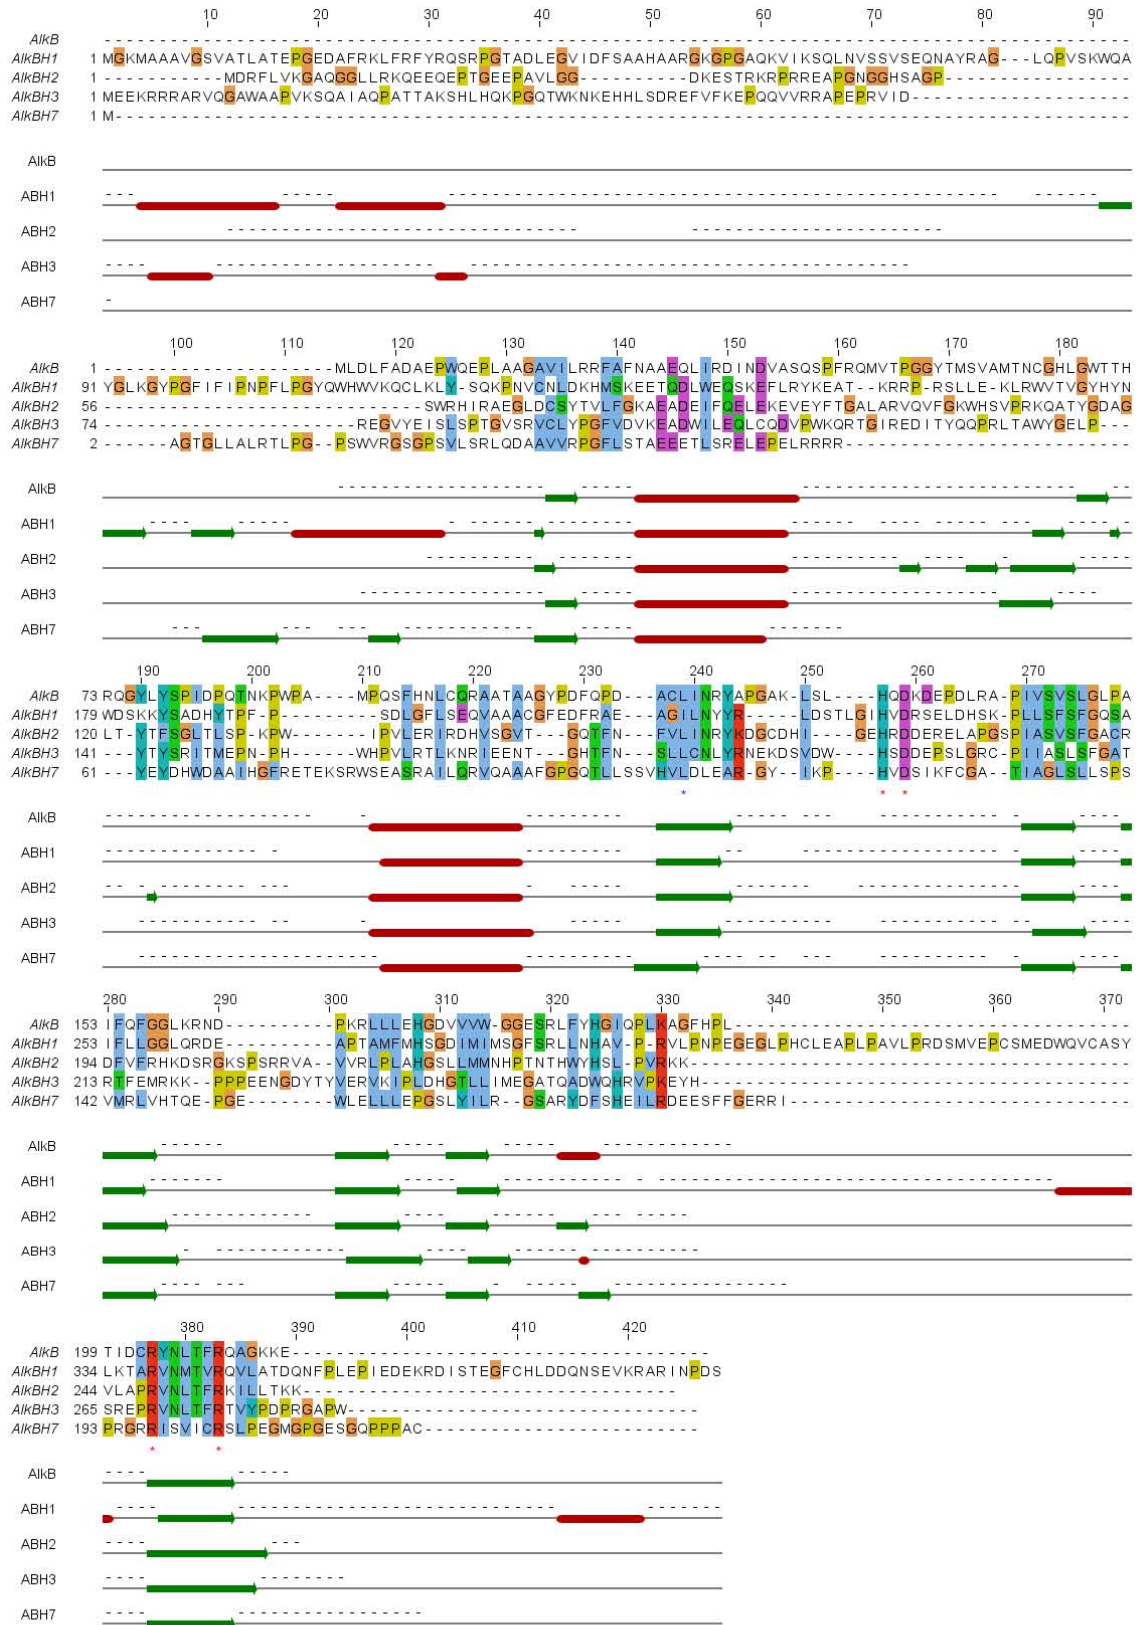 10 20 30 40 50 60 70 80 90
AlkB
AlkBH1 1 MGKMAAAVGSVATLATEPGEDAFRKLFRFYRQSRPGTADLEGVIDFSAAHAARGKGPGAQKVIKSQLNVSSVSEQNAYRAG---LQPVSKWQA
AlkBH2 1 -----------MDRFLVKGAQGGLLRKQEEQEPTGEEPAVLGG----------DKESTRKRPRREAPGNGGHSAGP
AlkBH3 1 MEEKRRRARVQGAWAAPVKSQAIAQPATTAKSHLHQKPGQTWKNKEHHLSDREFVFKEPQQVVRRAPEPRVID
AlkBH7 1 M
AlkB
ABH1
ABH2
ABH3
ABH7
100 110 120 130 140 150 160 170 180
AlkB 1 ---------------------MLDLFADAEPWQEPLAAGAVILRRFAFNAAEQLIRDINDVASQSPFRQMVTPGGYTMSVAMTNCGHLGWTTH
AlkBH1 91 YGLKGYPGFIFIPNPFLPGYQWHWVKQCLKLY-SQKPNVCNLDKHMSKEETQDLWEQSKEFLRYKEAT--KRRP-RSLLE-KLRWVTVGYHYN
AlkBH2 56 -----------------------------SWRHIRAEGLDCSYTVLFGKAEADEIFQELEKEVEYFTGALARVQVFGKWHSVPRKQATYGDAG
AlkBH3 74 -----------------------REGVYEISLSPTGVSRVCLYPGFVDVKEADWILEQLCQDVPWKQRTGIREDITYQQPRLTAWYGELP---
AlkBH7 2 ------AGTGLLALRTLPG--PSWVRGSGPSVLSRLQDAAVVRPGFLSTAEEETLSRELEPELRRRR
AlkB
ABH1
ABH2
ABH3
ABH7
190 200 210 220 230 240 250 260 270
AlkB 73 RQGYLYSPIDPQTNKPWPA----MPQSFHNLCQRAATAAGYPDFQPD---ACLINRYAPGAK-LSL---HQDKDEPDLRA-PIVSVSLGLPA
AlkBH1 179 WDSKKYSADHYTPF-P---------SDLGFLSEQVAAACGFEDFRAE---AGILNYYR----LDSTLGIHVDRSELDHSK-PLLSFSFGQSA
AlkBH2 120 LT-YTFSGLTLSP-KPW------IPVLERIRDHVSGVT---GQTFN---FVLINRYKDGCDHI---GEHRDDERELAPGSPIASVSFGACR
AlkBH3 141 ---YTYSRITMEPN-PH------WHPVLRTLKNRIEENT---GHTFN---SLLCNLYRNEKDSVDW---HSDDEPSLGRCP-IIASLSFGAT
AlkBH7 61 ---YEYDHWDAAIHGFRETEKSRWSEASRAILQRVQAAAFGPGQTLLSSVHVLDLEAR-GY--IKP----HVDSIKFCGA--TIAGLSLLSPS
* * *
AlkB
ABH1
ABH2
ABH3
ABH7
280 290 300 310 320 330 340 350 360 372
AlkB 153 IFQFGGLKRND----------PKRLLLEHGDVVVW-GGESRLFYHGIQPLKAGFHPL
AlkBH1 253 IFLLGGLQRDE----------APTAMFMHSGDIMIMSGFSRLLNHAV-P-RVLPNPEGEGLPHCLEAPLPAVLPRDSMVEPCSMEDWQVCASY
AlkBH2 194 DFVFRHKDSRGKSPSRRVA--VVRLPLAHGSLLMMNHPTNTHWYHSL-PVRKK
AlkBH3 213 RTFEMRKK--PPPEENGDYTYVERVKIPLDHGTLLIMEGATQADWQHRVPKEYH
AlkBH7 142 VMRLVHTQE-PGE--------WLELLLEPGSLYILR--GSARYDFSHEILRDEESFFGERRI
AlkB
ABH1
ABH2
ABH3
ABH7
380 390 400 410 420
AlkB 199 TIDCRYNLTFRQAGKKE
AlkBH1 334 LKTARVNMTVRQVLATDQNFPLEPIEDEKRDISTEGFCHLDDQNSEVKRARINPDS
AlkBH2 244 VLAPRVNLTFRKILLTKK
AlkBH3 265 SREPRVNLTFRTVYPDPRGAPW
AlkBH7 193 PRGRRISVICRSLPEGMGPGESGQPPPAC
* *
AlkB
ABH1
ABH2
ABH3
ABH7